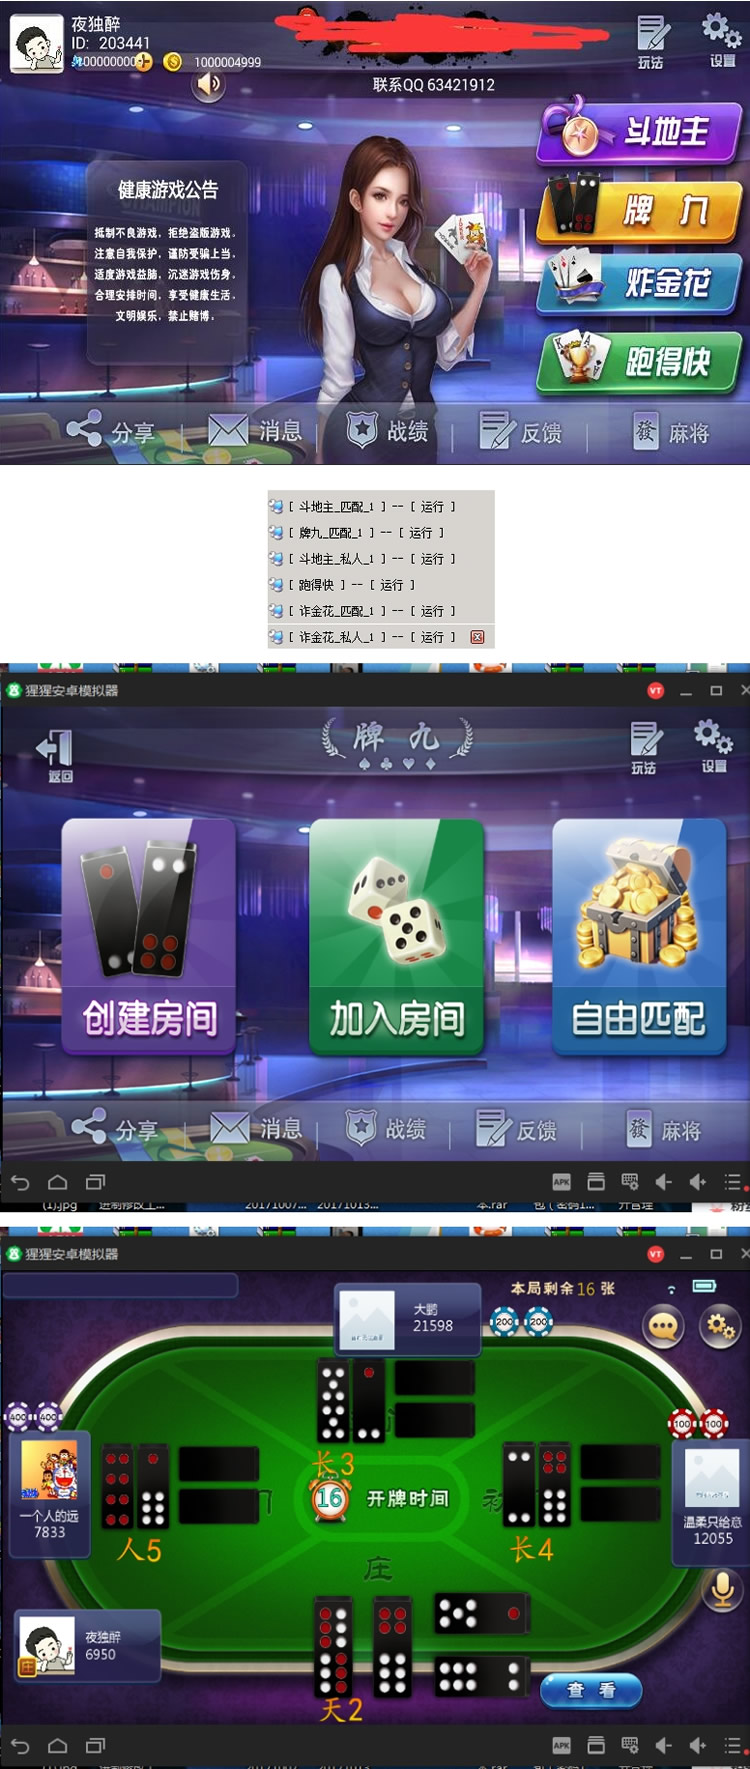 夜独醉
ID: 203441
1000004999
联系QQ 63421912
玩法
设置
斗地主
健康游戏公告
抵制不良游戏，拒绝盗版游戏。
注意自我保护，谨防受骗上当。
适度游戏益脑，沉迷游戏伤身。
合理安排时间，享受健康生活。
文明娱乐，禁止赌博。
牌 九
炸金花
跑得快
分享
消息
战绩
反馈
麻将
[ 斗地主_匹配_1 ] -- [ 运行 ]
[ 牌九_匹配_1 ] -- [ 运行 ]
[ 斗地主_私人_1 ] -- [ 运行 ]
[ 跑得快 ] -- [ 运行 ]
[ 诈金花_匹配_1 ] -- [ 运行 ]
[ 诈金花_私人_1 ] -- [ 运行 ]
猩猩安卓模拟器
VT
返回
牌 九
玩法
设置
创建房间
加入房间
自由匹配
分享
消息
战绩
反馈
麻将
APK
(1).jpg
20171007...
20171013...
本.rar
猩猩安卓模拟器
VT
本局剩余16 张
大鹏
21598
200
200
400
400
100
100
长3
16
开牌时间
一个人的远
7833
人5
温柔只给意
12055
长4
庄
夜独醉
6950
庄
天2
查 看
APK